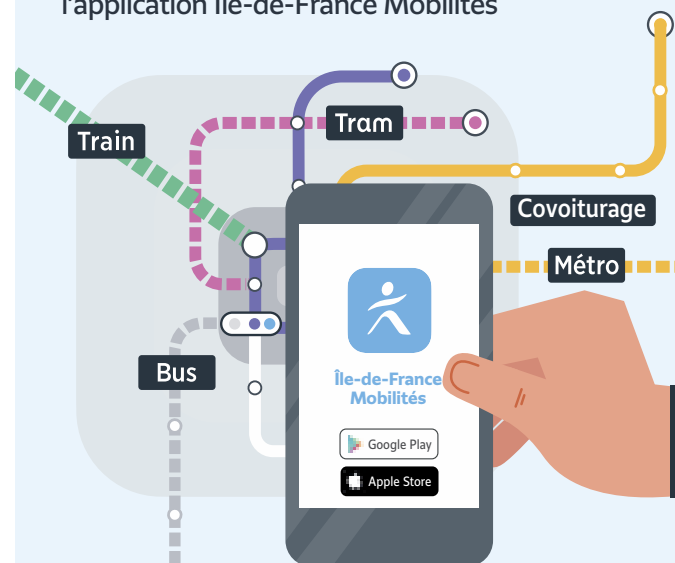 l'application Île-de-France Mobilités
Tram
Train
Covoiturage
Métro
Bus
Île-de-France
Mobilités
Google Play
Apple Store